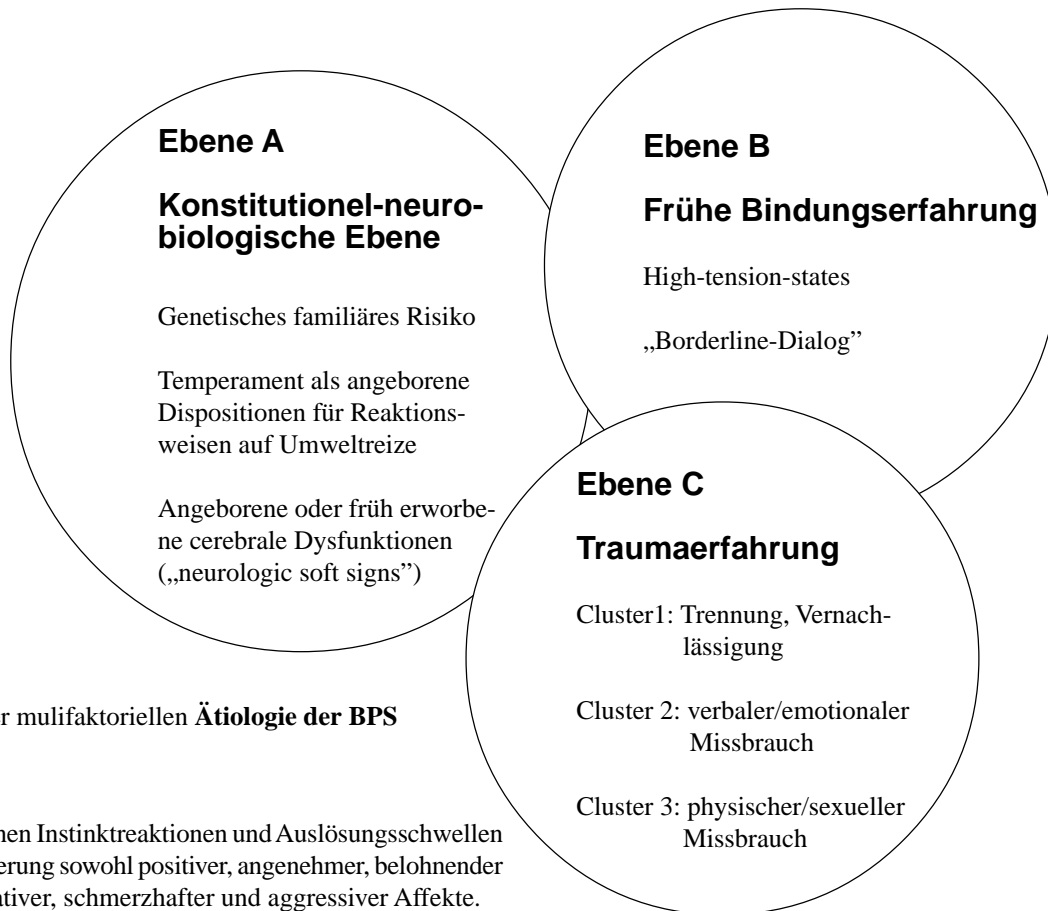 Ebene A
Konstitutionel-neuro-
biologische Ebene
Genetisches familiäres Risiko
Temperament als angeborene
Dispositionen für Reaktions-
weisen auf Umweltreize
Angeborene oder früh erworbe-
ne cerebrale Dysfunktionen
(„neurologic soft signs”)
Ebene B
Frühe Bindungserfahrung
High-tension-states
„Borderline-Dialog”
Ebene C
Traumaerfahrung
Cluster1: Trennung, Vernach-
lässigung
Cluster 2: verbaler/emotionaler
Missbrauch
Cluster 3: physischer/sexueller
Missbrauch
r mulifaktoriellen Ätiologie der BPS
nen Instinktreaktionen und Auslösungsschwellen
erung sowohl positiver, angenehmer, belohnender
ativer, schmerzhafter und aggressiver Affekte.